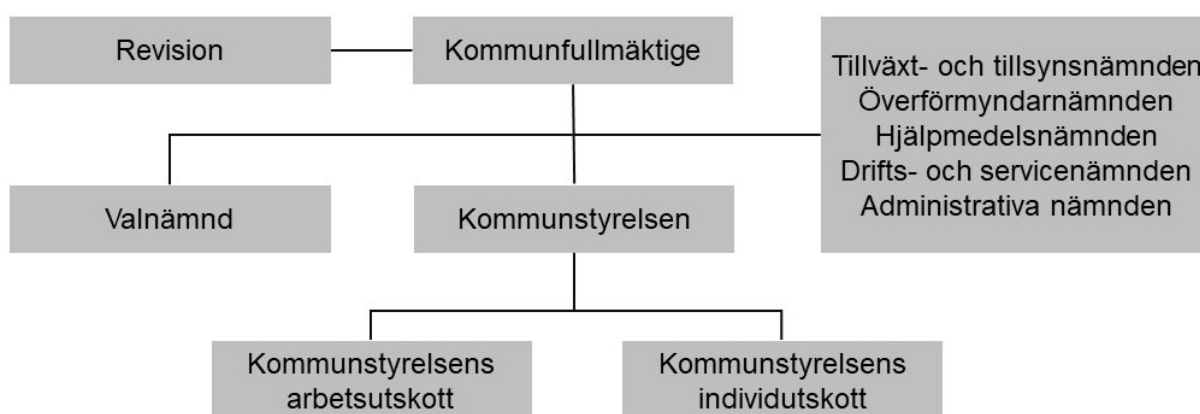 Revision
Kommunfullmäktige
Tillväxt- och tillsynsnämnden
Överförmyndarnämnden
Hjälpmedelsnämnden
Drifts- och servicenämnden
Administrativa nämnden
Valnämnd
Kommunstyrelsen
Kommunstyrelsens
arbetsutskott
Kommunstyrelsens
individutskott